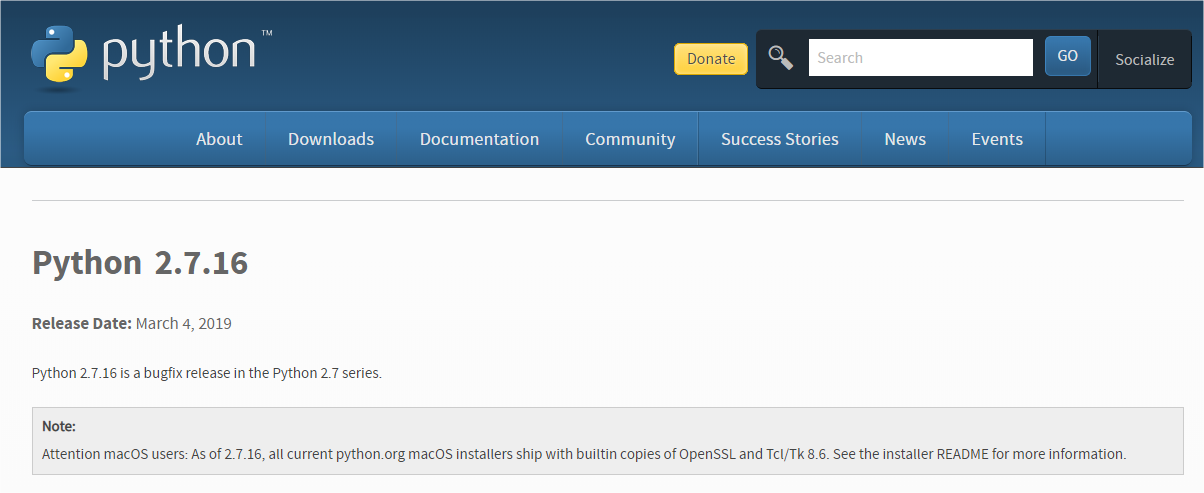 python™
Donate
Search
GO
Socialize
About Downloads Documentation Community Success Stories News Events
Python 2.7.16
Release Date: March 4, 2019
Python 2.7.16 is a bugfix release in the Python 2.7 series.
Note:
Attention macOS users: As of 2.7.16, all current python.org macOS installers ship with builtin copies of OpenSSL and Tcl/Tk 8.6. See the installer README for more information.